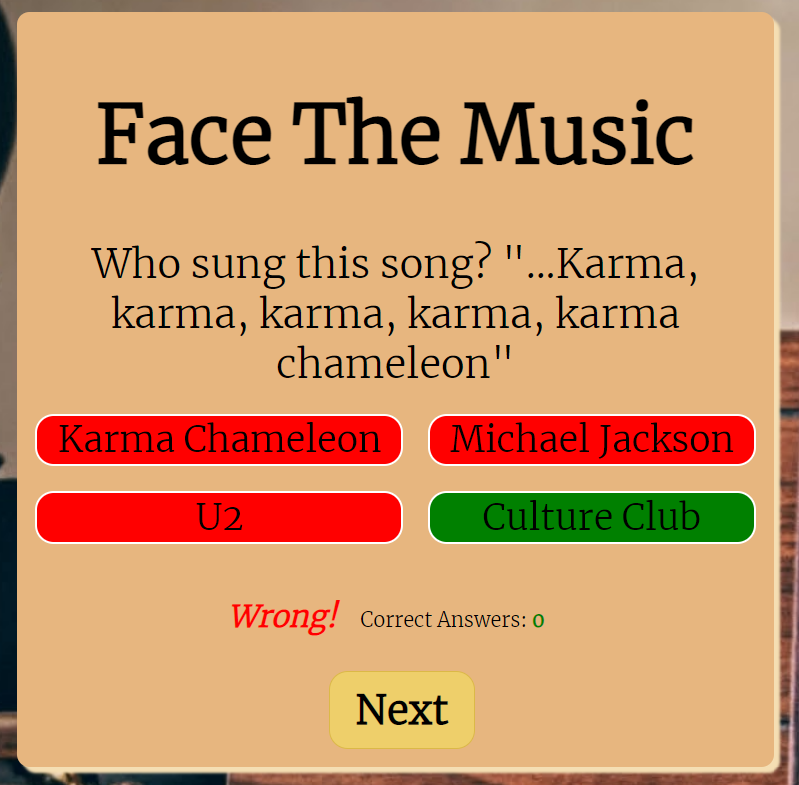 Face The Music
Who sung this song? "...Karma,
karma, karma, karma, karma
chameleon"
Karma Chameleon
Michael Jackson
U2
Culture Club
Wrong! Correct Answers: 0
Next